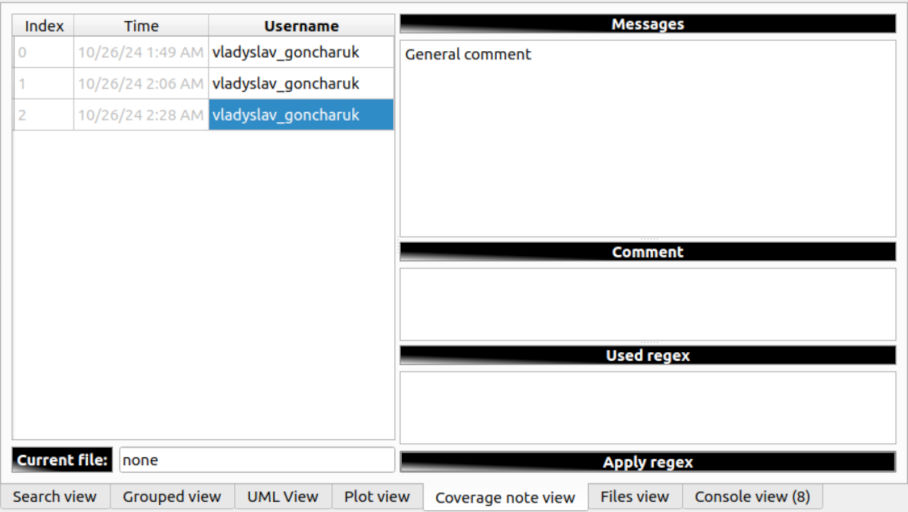 Index Time Username
0 10/26/24 1:49 AM vladyslav_goncharuk
1 10/26/24 2:06 AM vladyslav_goncharuk
2 10/26/24 2:28 AM vladyslav_goncharuk
Current file: none
Messages
General comment
Comment
Used regex
Apply regex
Search view Grouped view UML View Plot view Coverage note view Files view Console view (8)